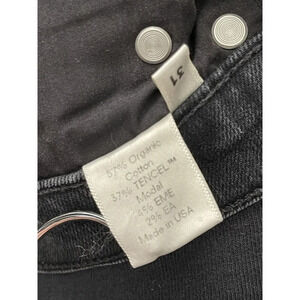 31
57% Organic
Cotton
37% TENCEL™
Modal
4% EME
2% EA
Made in USA